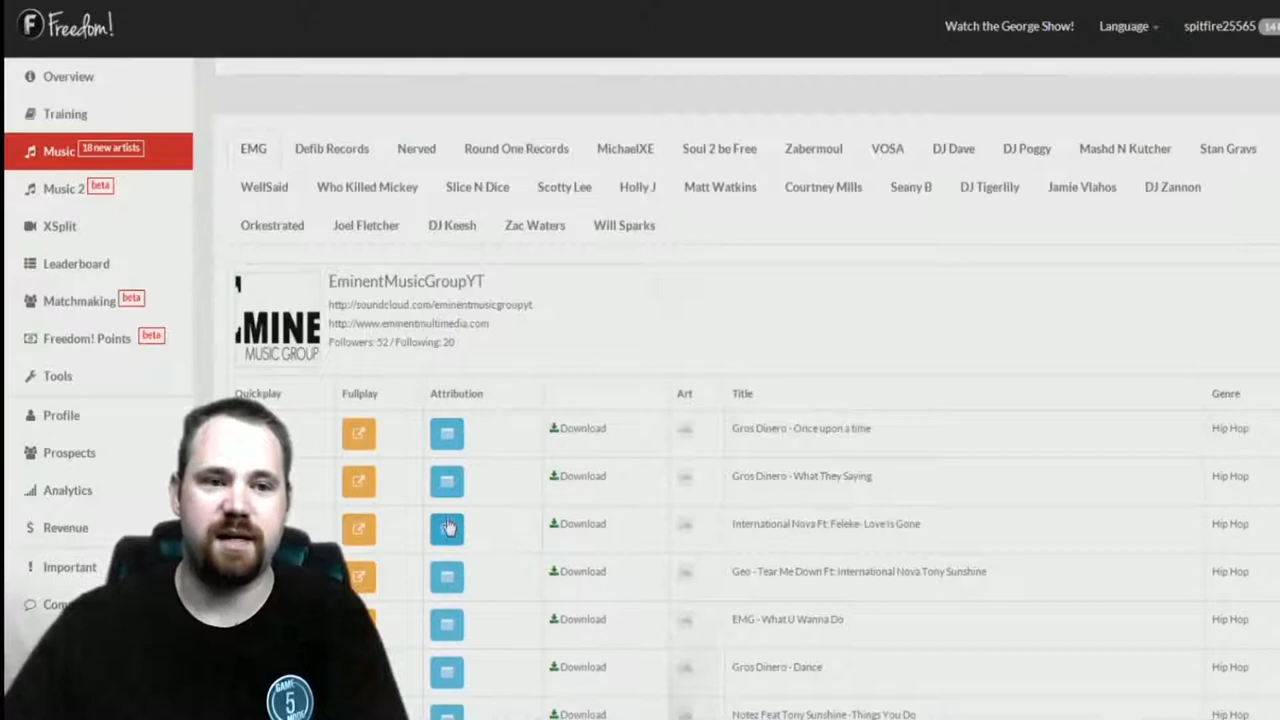 F Freedom!
Watch the George Show! Language spitfire25565 14
Overview
Training
Music 18 new artists
Music 2 beta
XSplit
Leaderboard
Matchmaking beta
Freedom! Points beta
Tools
Profile
Prospects
Analytics
$ Revenue
! Important
EMG Defib Records Nerved Round One Records MichaelXE Soul 2 be Free Zabermoul VOSA DJ Dave DJ Poggy Mashd N Kutcher Stan Gravs
WellSaid Who Killed Mickey Slice N Dice Scotty Lee Holly J Matt Watkins Courtney Mills Seany B DJ Tigerlily Jamie Vlahos DJ Zannon
Orkestrated Joel Fletcher DJ Keesh Zac Waters Will Sparks
MINE
MUSIC GROUP
EminentMusicGroupYT
http://soundcloud.com/eminentmusicgroupyt
http://www.eminentmultimedia.com
Followers: 52 / Following: 20
Quickplay Fullplay Attribution Art Title Genre
Download Gros Dinero - Once upon a time Hip Hop
Download Gros Dinero - What They Saying Hip Hop
Download International Nova Ft: Feleke- Love Is Gone Hip Hop
Download Geo - Tear Me Down Ft: International Nova Tony Sunshine Hip Hop
Download EMG - What U Wanna Do Hip Hop
Download Gros Dinero - Dance Hip Hop
Download Notez Feat Tony Sunshine -Things You Do Hip Hop
GAME
5